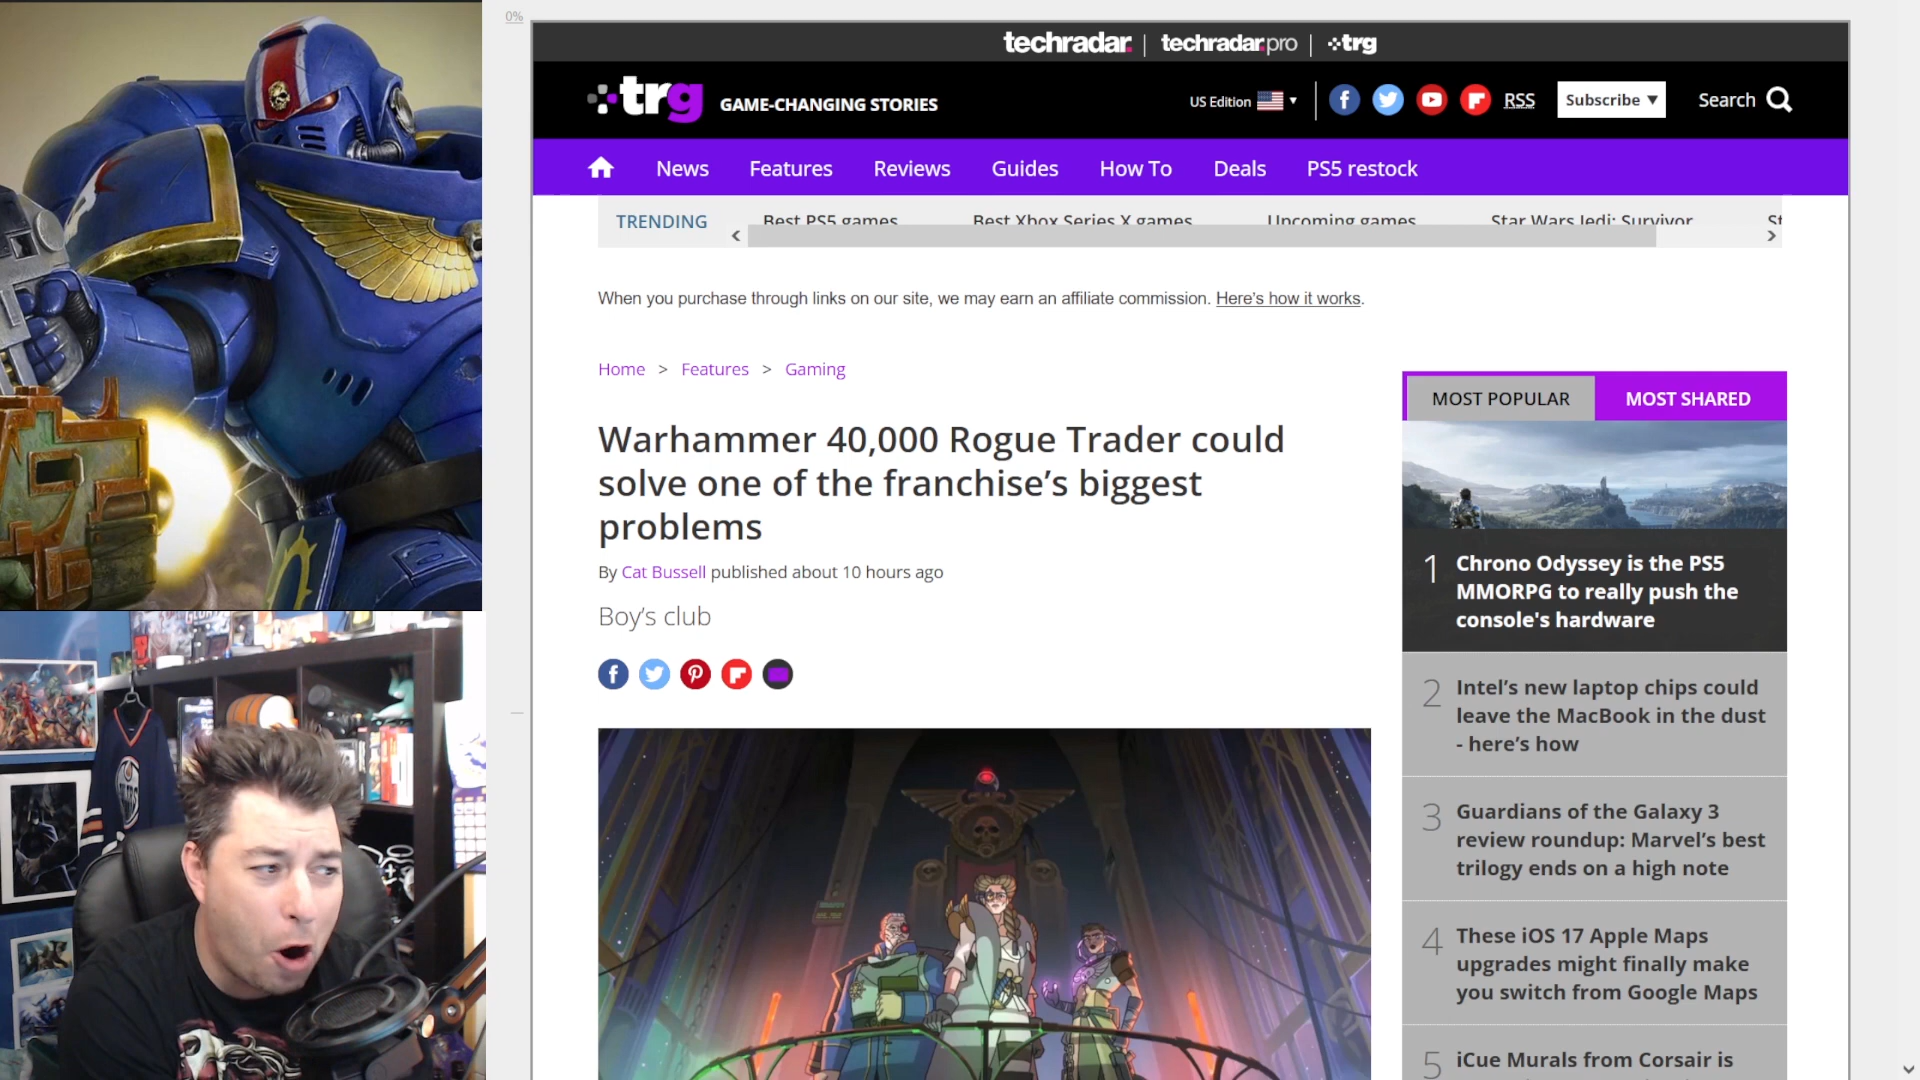 0%
techradar. | techradar.pro | trg
trg GAME-CHANGING STORIES
US Edition
RSS
Subscribe ▼
Search
News Features Reviews Guides How To Deals PS5 restock
TRENDING Best PS5 games Best Xbox Series X games Upcoming games Star Wars Jedi: Survivor St
When you purchase through links on our site, we may earn an affiliate commission. Here's how it works.
Home > Features > Gaming
Warhammer 40,000 Rogue Trader could
solve one of the franchise's biggest
problems
By Cat Bussell published about 10 hours ago
Boy's club
MOST POPULAR MOST SHARED
1 Chrono Odyssey is the PS5
MMORPG to really push the
console's hardware
2 Intel's new laptop chips could
leave the MacBook in the dust
- here's how
3 Guardians of the Galaxy 3
review roundup: Marvel's best
trilogy ends on a high note
4 These iOS 17 Apple Maps
upgrades might finally make
you switch from Google Maps
5 iCue Murals from Corsair is
OILERS